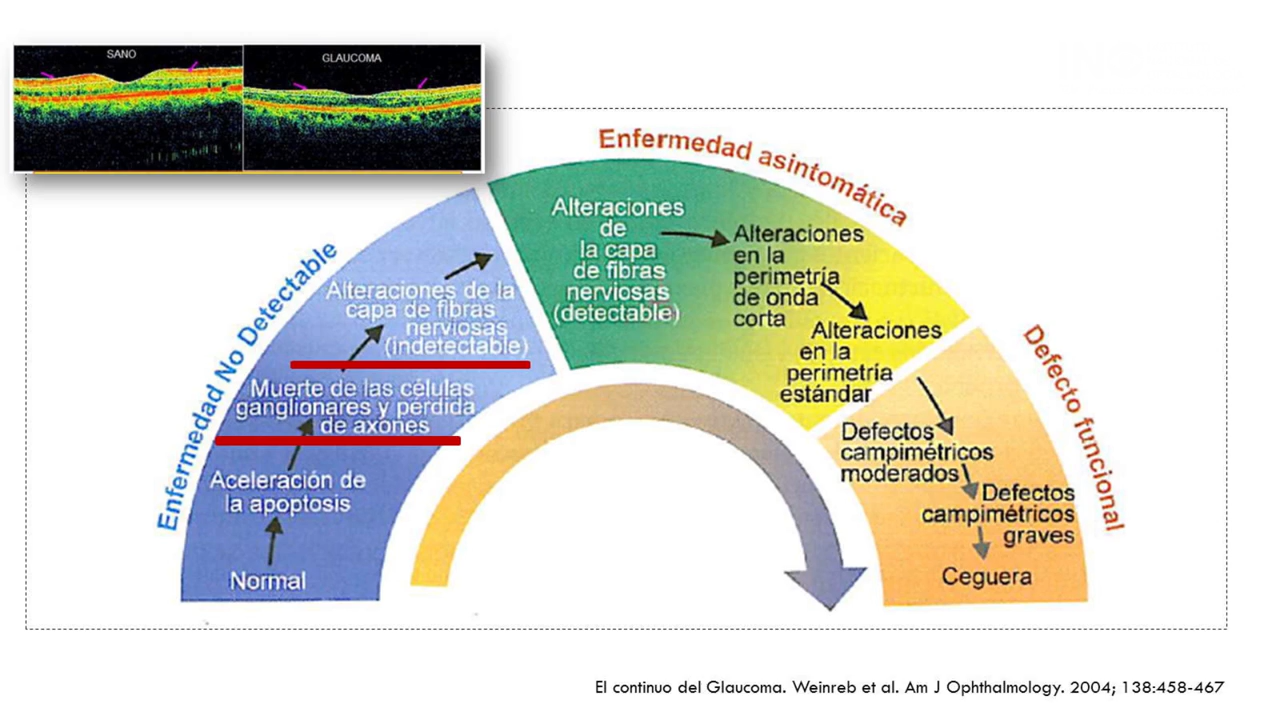 SANO
GLAUCOMA
Enfermedad No Detectable
Normal
Aceleración de
la apoptosis
Muerte de las células
ganglionares y pérdida
de axones
Alteraciones de la
capa de fibras
nerviosas
(indetectable)
Enfermedad asintomática
Alteraciones
de
la capa
de fibras
nerviosas
(detectable)
Alteraciones
en la
perimetría
de onda
corta
Alteraciones
en la
perimetría
estándar
Defecto funcional
Defectos
campimétricos
moderados
Defectos
campimétricos
graves
Ceguera
El continuo del Glaucoma. Weinreb et al. Am J Ophthalmology. 2004; 138:458-467